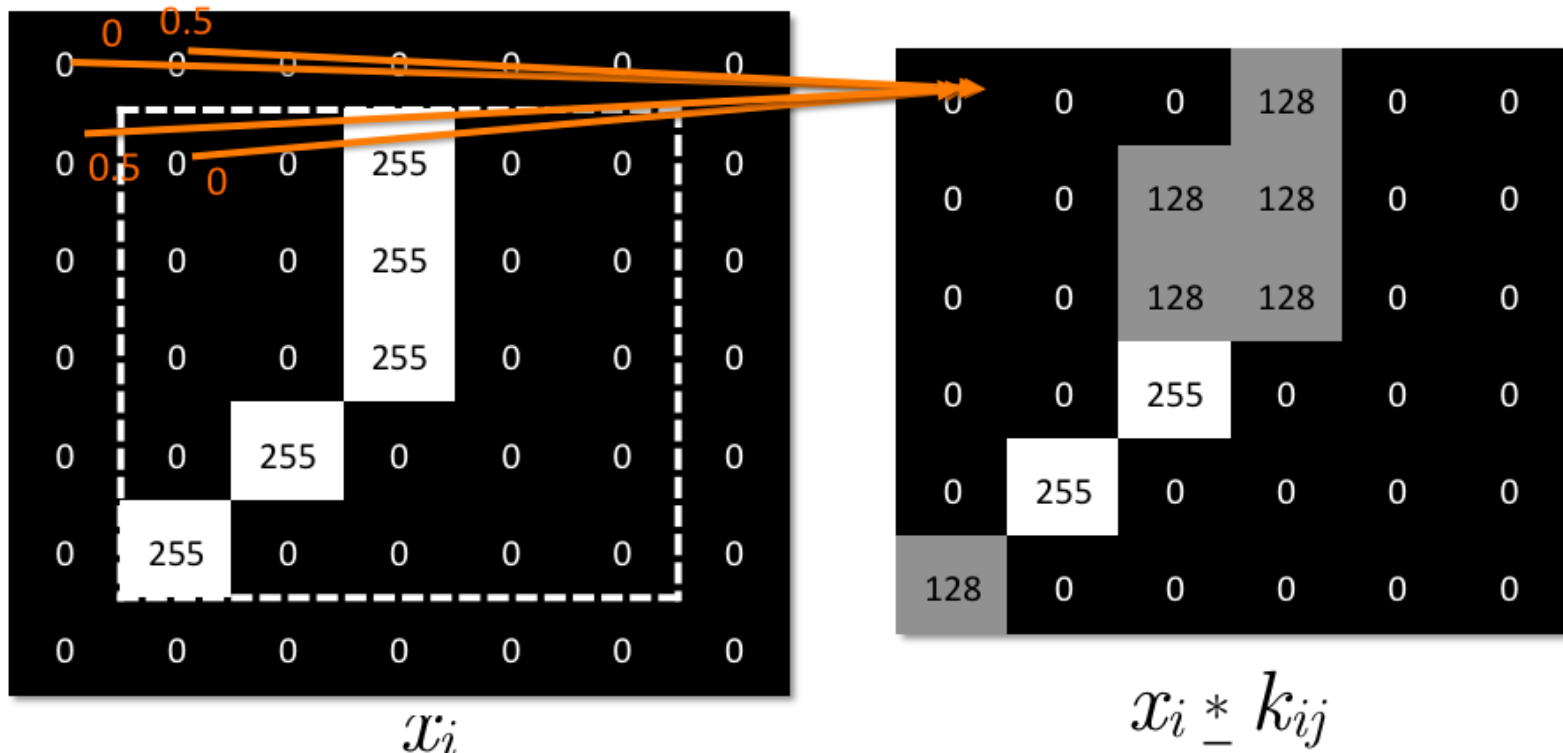 0 0.5
0 0 0 0 0 0 0
0 0 0 255 0 0 0
0.5 0
0 0 0 255 0 0 0
0 0 0 255 0 0 0
0 0 255 0 0 0 0
0 255 0 0 0 0 0
0 0 0 0 0 0 0
x_i
0 0 0 128 0 0
0 0 128 128 0 0
0 0 128 128 0 0
0 0 255 0 0 0
0 255 0 0 0 0
128 0 0 0 0 0
x_i * k_{ij}